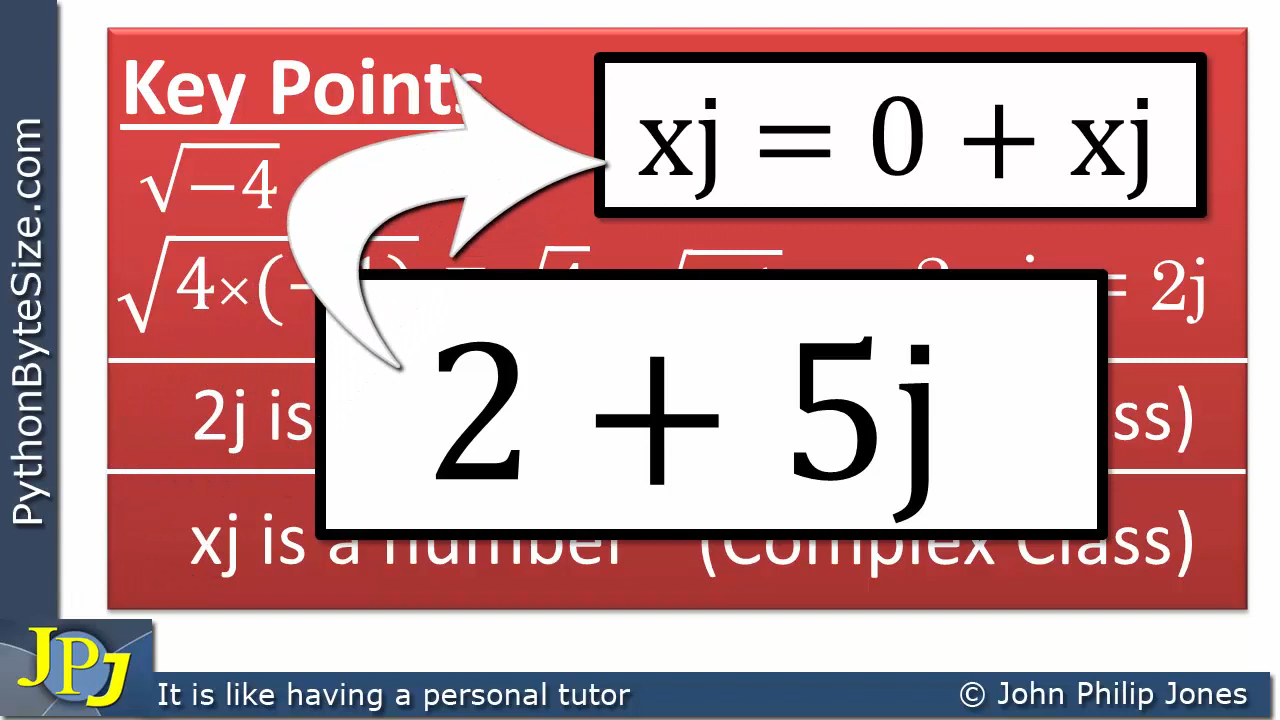 PythonByteSize.com
Key Points
xj = 0 + xj
√−4
√4×(− = 2j
2 + 5j
2j is ss)
xj is a number (Complex Class)
JPJ
It is like having a personal tutor
© John Philip Jones